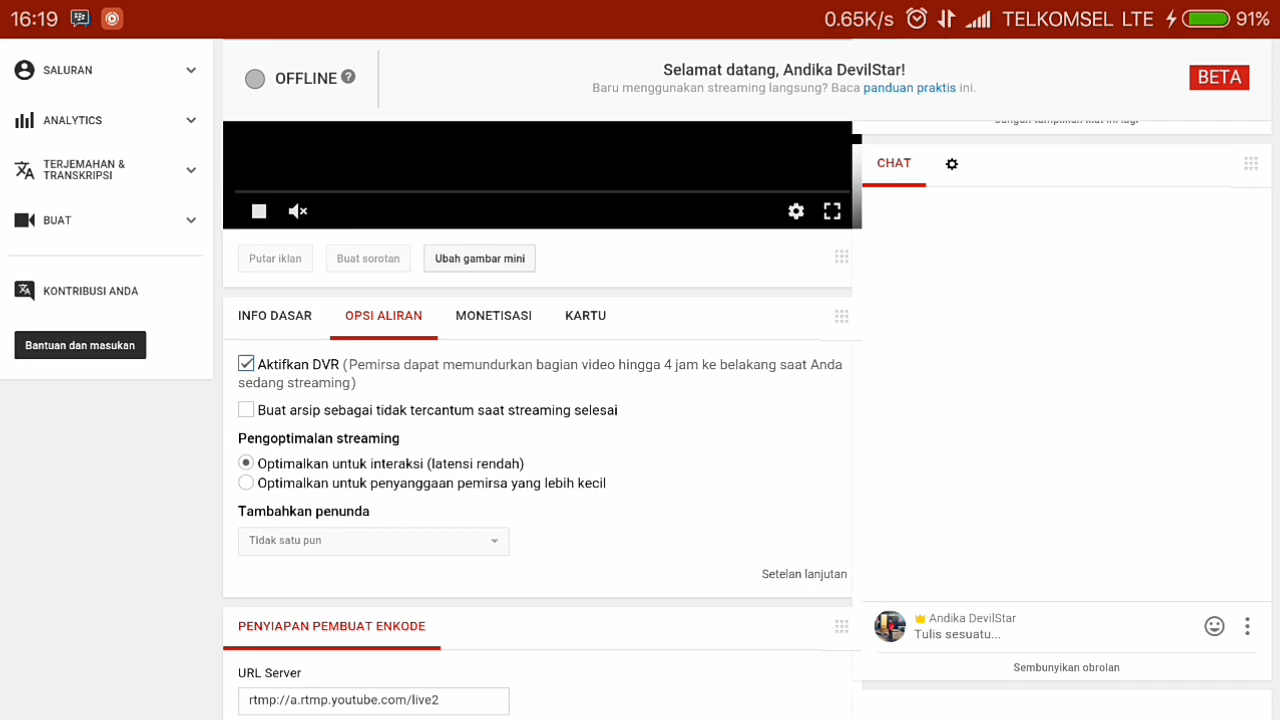 16:19
0.65K/s TELKOMSEL LTE 91%
SALURAN
ANALYTICS
TERJEMAHAN &
TRANSKRIPSI
BUAT
KONTRIBUSI ANDA
Bantuan dan masukan
OFFLINE ?
Selamat datang, Andika DevilStar!
Baru menggunakan streaming langsung? Baca panduan praktis ini.
BETA
Putar iklan
Buat sorotan
Ubah gambar mini
INFO DASAR
OPSI ALIRAN
MONETISASI
KARTU
Aktifkan DVR (Pemirsa dapat memundurkan bagian video hingga 4 jam ke belakang saat Anda
sedang streaming)
Buat arsip sebagai tidak tercantum saat streaming selesai
Pengoptimalan streaming
Optimalkan untuk interaksi (latensi rendah)
Optimalkan untuk penyanggaan pemirsa yang lebih kecil
Tambahkan penunda
Tidak satu pun
Setelan lanjutan
PENYIAPAN PEMBUAT ENKODE
URL Server
rtmp://a.rtmp.youtube.com/live2
Jangan tampilkan kiat ini lagi
CHAT
Andika DevilStar
Tulis sesuatu...
Sembunyikan obrolan